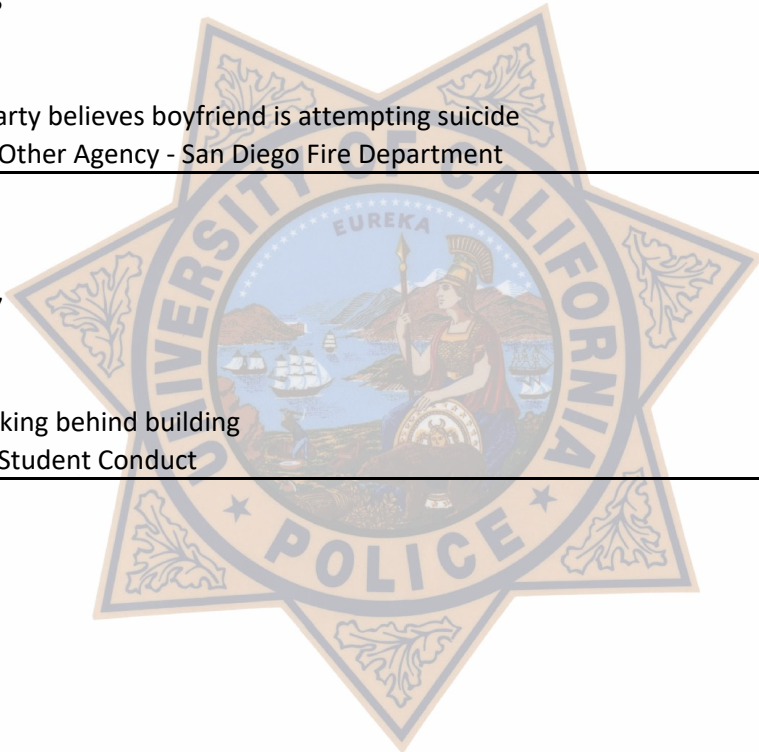 arty believes boyfriend is attempting suicide
Other Agency - San Diego Fire Department
UNIVERSITY OF CALIFORNIA
EUREKA
king behind building
Student Conduct
POLICE